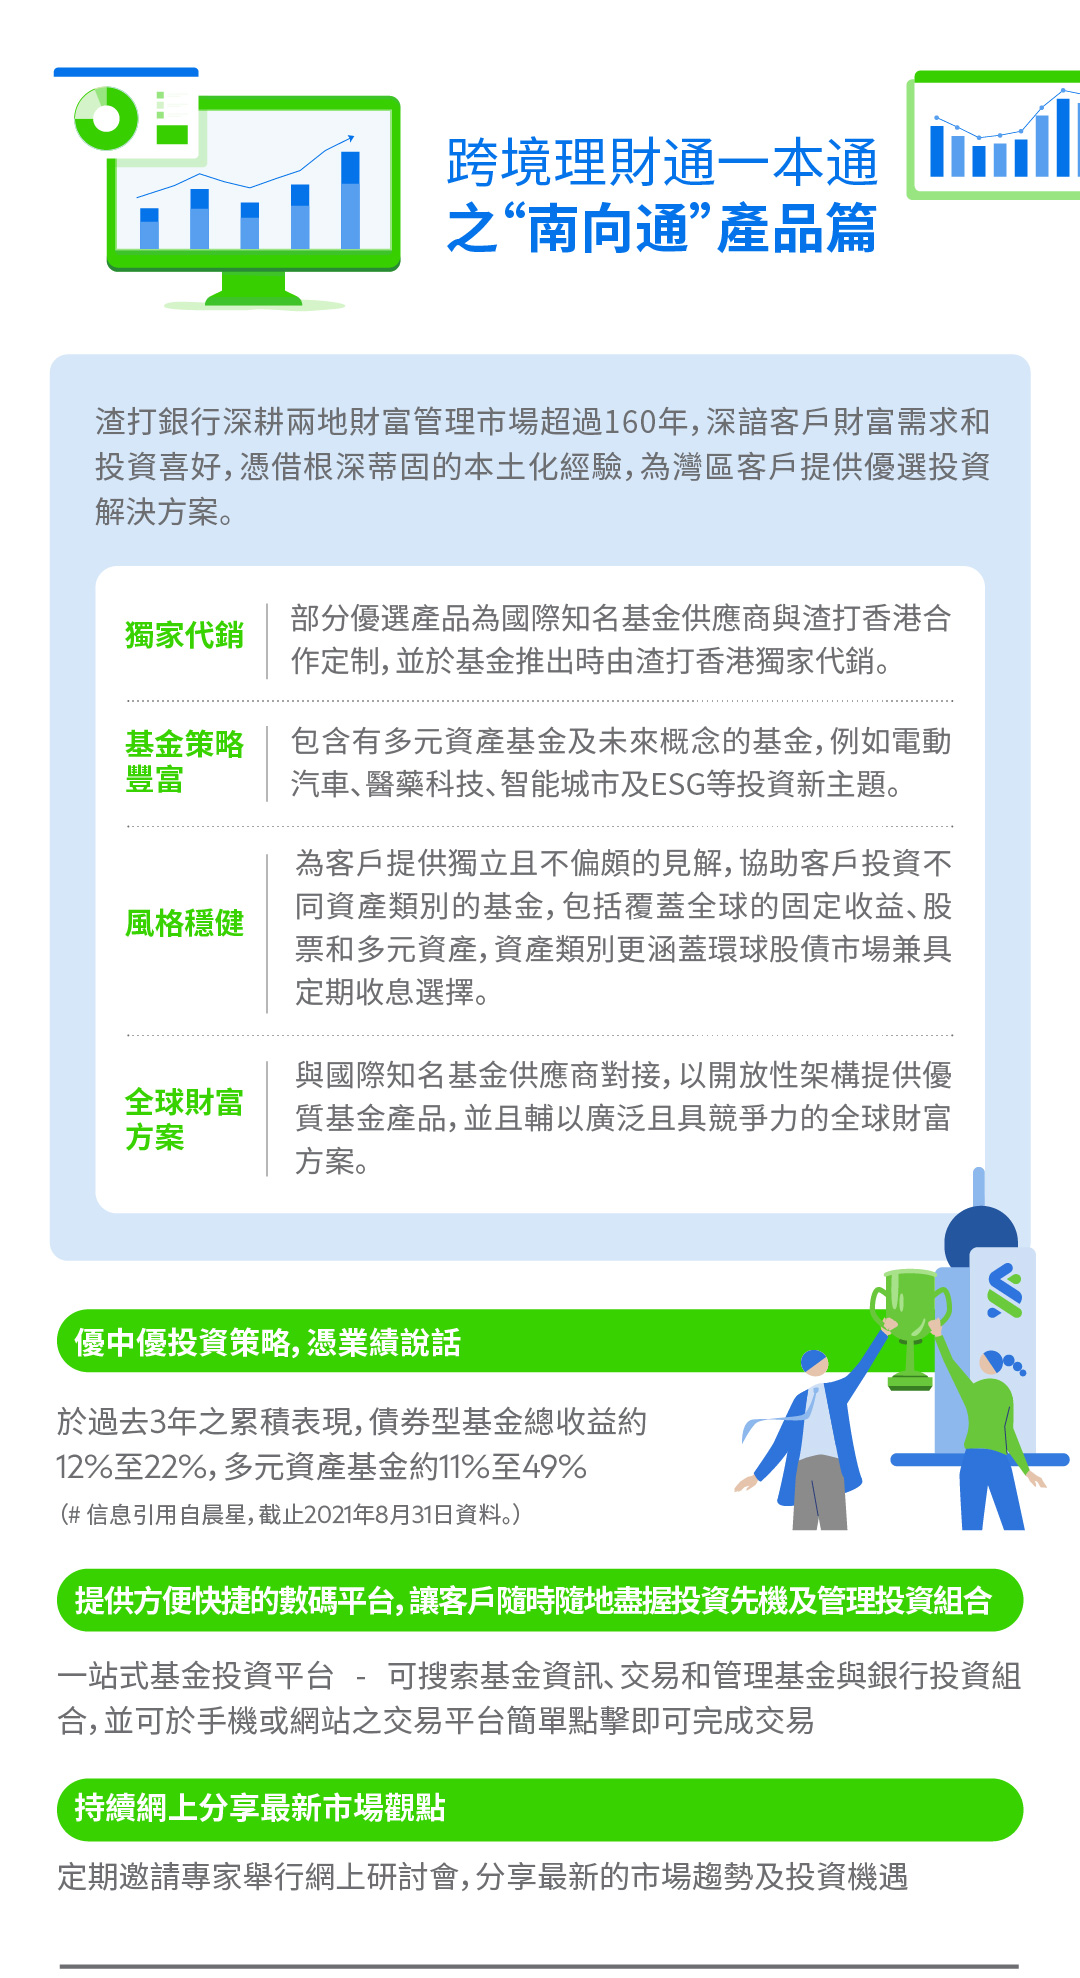 跨境理財通一本通
之“南向通”產品篇
渣打銀行深耕兩地財富管理市場超過160年，深諳客戶財富需求和
投資喜好，憑借根深蒂固的本土化經驗，為灣區客戶提供優選投資
解決方案。
獨家代銷
部分優選產品為國際知名基金供應商與渣打香港合
作定制，並於基金推出時由渣打香港獨家代銷。
基金策略
豐富
包含有多元資產基金及未來概念的基金，例如電動
汽車、醫藥科技、智能城市及ESG等投資新主題。
風格穩健
為客戶提供獨立且不偏頗的見解，協助客戶投資不
同資產類別的基金，包括覆蓋全球的固定收益、股
票和多元資產，資產類別更涵蓋環球股債市場兼具
定期收息選擇。
全球財富
方案
與國際知名基金供應商對接，以開放性架構提供優
質基金產品，並且輔以廣泛且具競爭力的全球財富
方案。
優中優投資策略，憑業績說話
於過去3年之累積表現，債券型基金總收益約
12%至22%，多元資產基金約11%至49%
（# 信息引用自晨星，截止2021年8月31日資料。）
提供方便快捷的數碼平台，讓客戶隨時隨地盡握投資先機及管理投資組合
一站式基金投資平台 - 可搜索基金資訊、交易和管理基金與銀行投資組
合，並可於手機或網站之交易平台簡單點擊即可完成交易
持續網上分享最新市場觀點
定期邀請專家舉行網上研討會，分享最新的市場趨勢及投資機遇